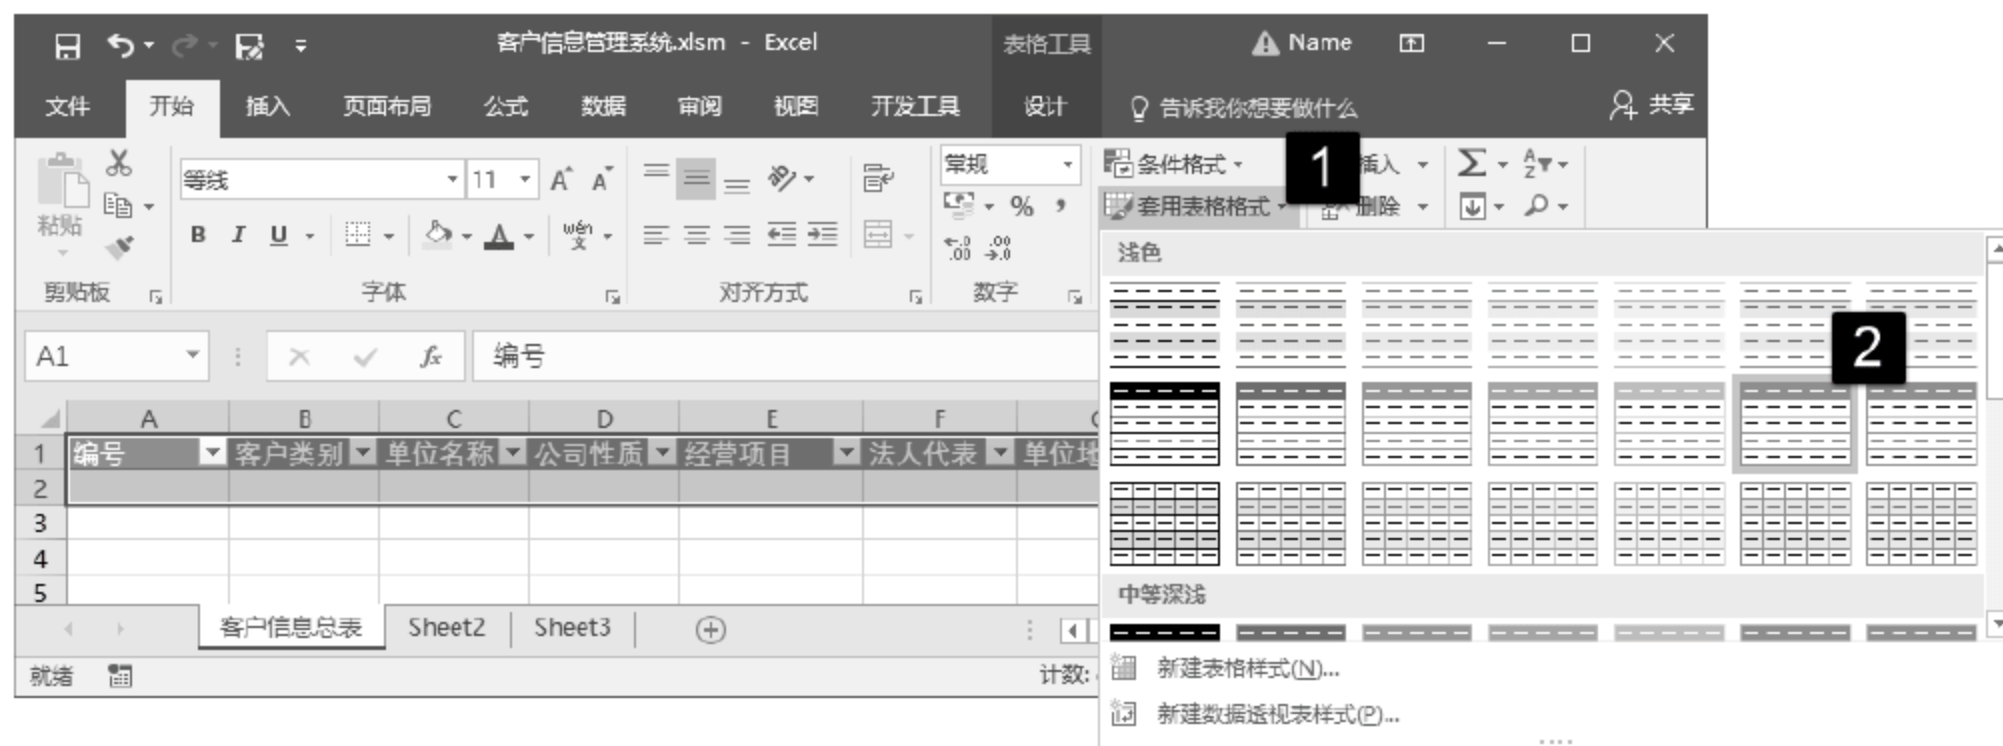 客户信息管理系统.xlsm - Excel
表格工具
Name
文件 开始 插入 页面布局 公式 数据 审阅 视图 开发工具 设计 告诉我你想要做什么 共享
粘贴
剪贴板
等线 11
B I U A wén 文
字体
对齐方式
常规
% ,
数字
条件格式
1
插入
套用表格格式
删除
A1
fx 编号
A B C D E F
1 编号 客户类别 单位名称 公司性质 经营项目 法人代表 单位地
2
3
4
5
客户信息总表 Sheet2 Sheet3
就绪
计数:
浅色
2
中等深浅
新建表格样式(N)...
新建数据透视表样式(P)...